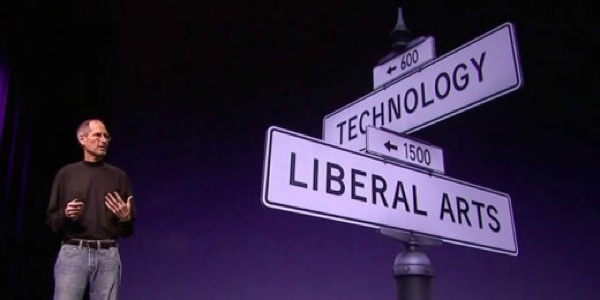 ← 600
TECHNOLOGY
← 1500
LIBERAL ARTS